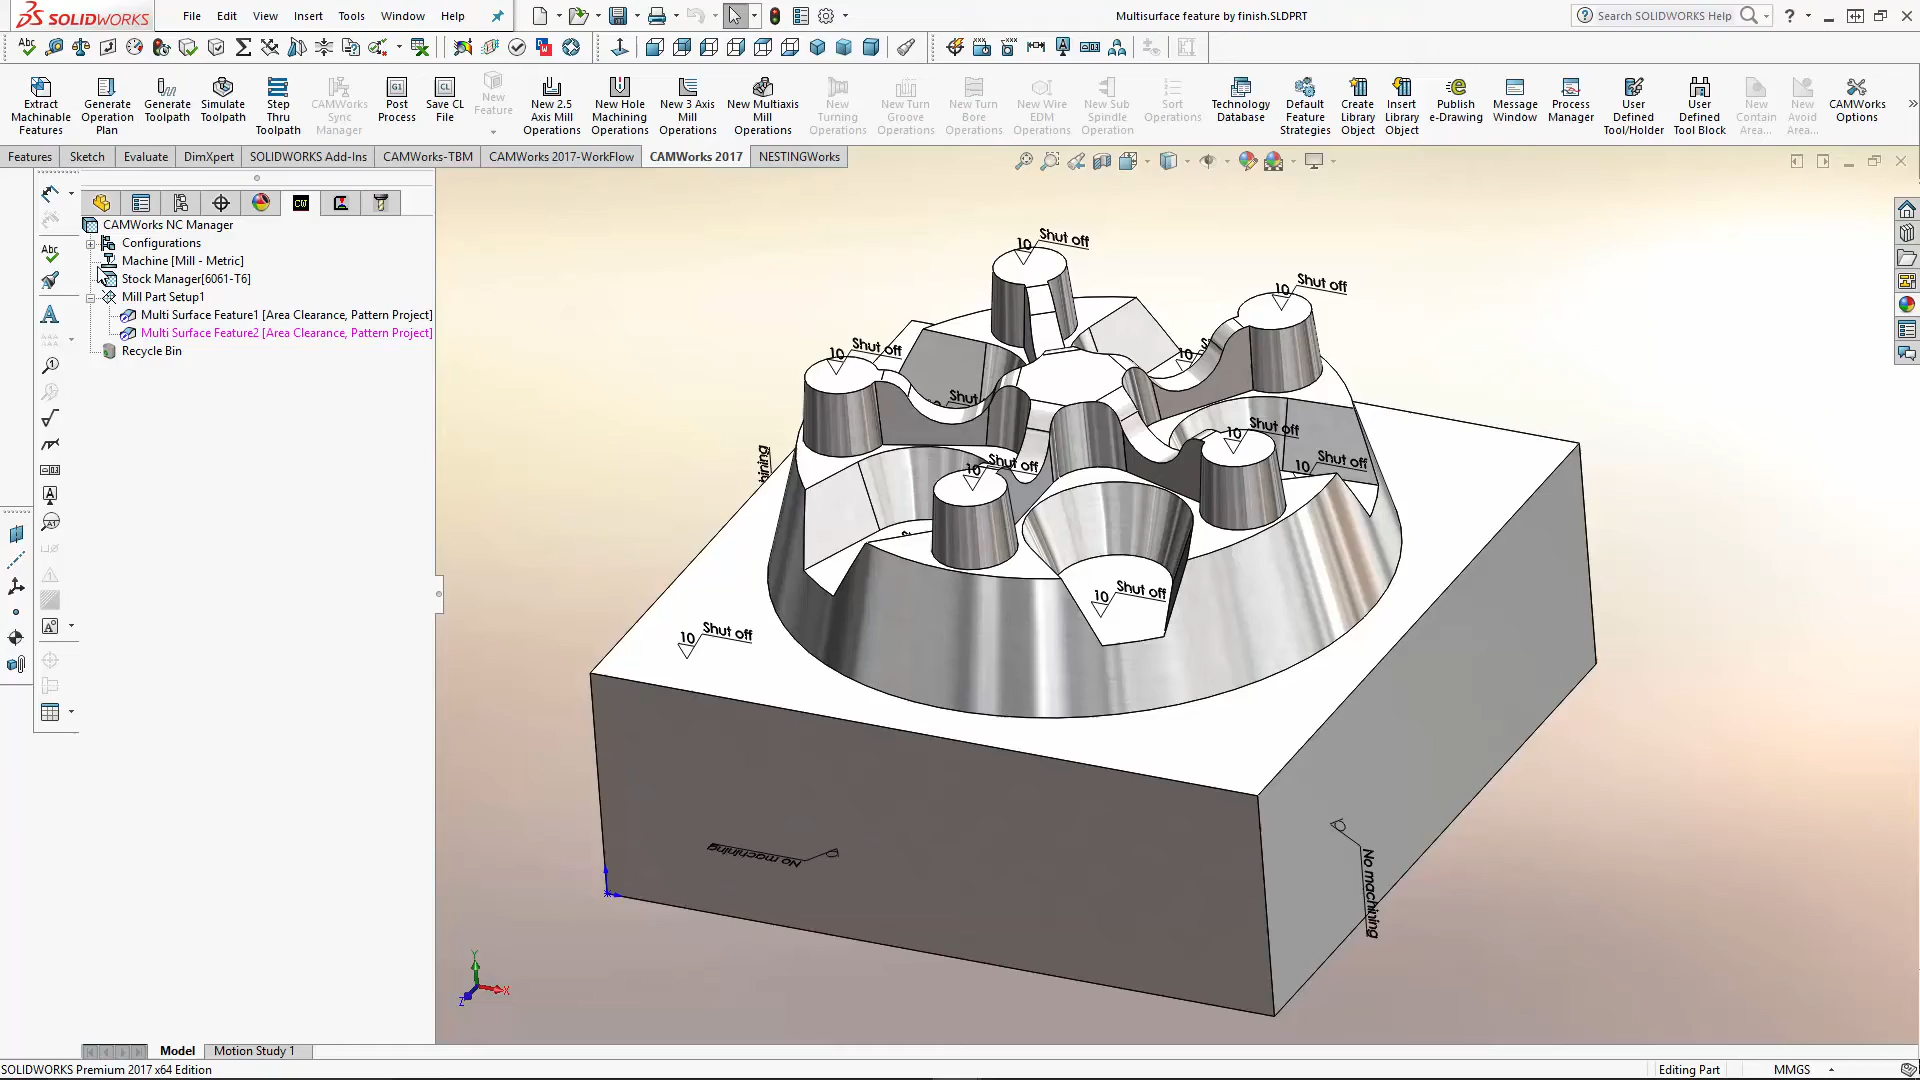 SOLIDWORKS
File Edit View Insert Tools Window Help
Multisurface feature by finish.SLDPRT
Search SOLIDWORKS Help
Extract Machinable Features
Generate Operation Plan
Generate Toolpath
Simulate Toolpath
Step Thru Toolpath
CAMWorks Sync Manager
G1
Post Process
CL
Save CL File
New Feature
New 2.5 Axis Mill Operations
New Hole Machining Operations
New 3 Axis Mill Operations
New Multiaxis Mill Operations
New Turning Operations
New Turn Groove Operations
New Turn Bore Operations
New Wire EDM Operations
New Sub Spindle Operation
Sort Operations
Technology Database
Default Feature Strategies
Create Library Object
Insert Library Object
Publish e-Drawing
Message Window
Process Manager
User Defined Tool/Holder
User Defined Tool Block
New Contain Area...
New Avoid Area...
CAMWorks Options
Features Sketch Evaluate DimXpert SOLIDWORKS Add-Ins CAMWorks-TBM CAMWorks 2017-WorkFlow CAMWorks 2017 NESTINGWorks
CAMWorks NC Manager
Configurations
Machine [Mill - Metric]
Stock Manager[6061-T6]
Mill Part Setup1
Multi Surface Feature1 [Area Clearance, Pattern Project]
Multi Surface Feature2 [Area Clearance, Pattern Project]
Recycle Bin
10 Shut off
10 Shut off
10 Shut off
10
Shut
10 Shut off
10 Shut off
10 Shut off
10 Shut off
10 Shut off
No machining
No machining
Y
X
Z
Model Motion Study 1
SOLIDWORKS Premium 2017 x64 Edition
Editing Part
MMGS